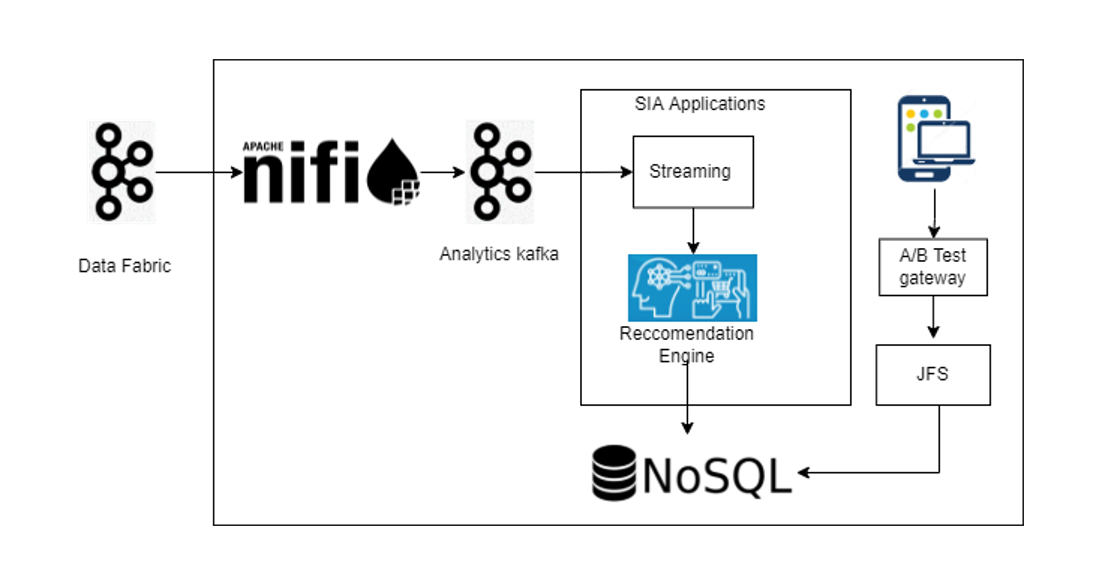 SIA Applications
APACHE
nifi
Streaming
Data Fabric
Analytics kafka
A/B Test
gateway
Reccomendation
Engine
JFS
NoSQL